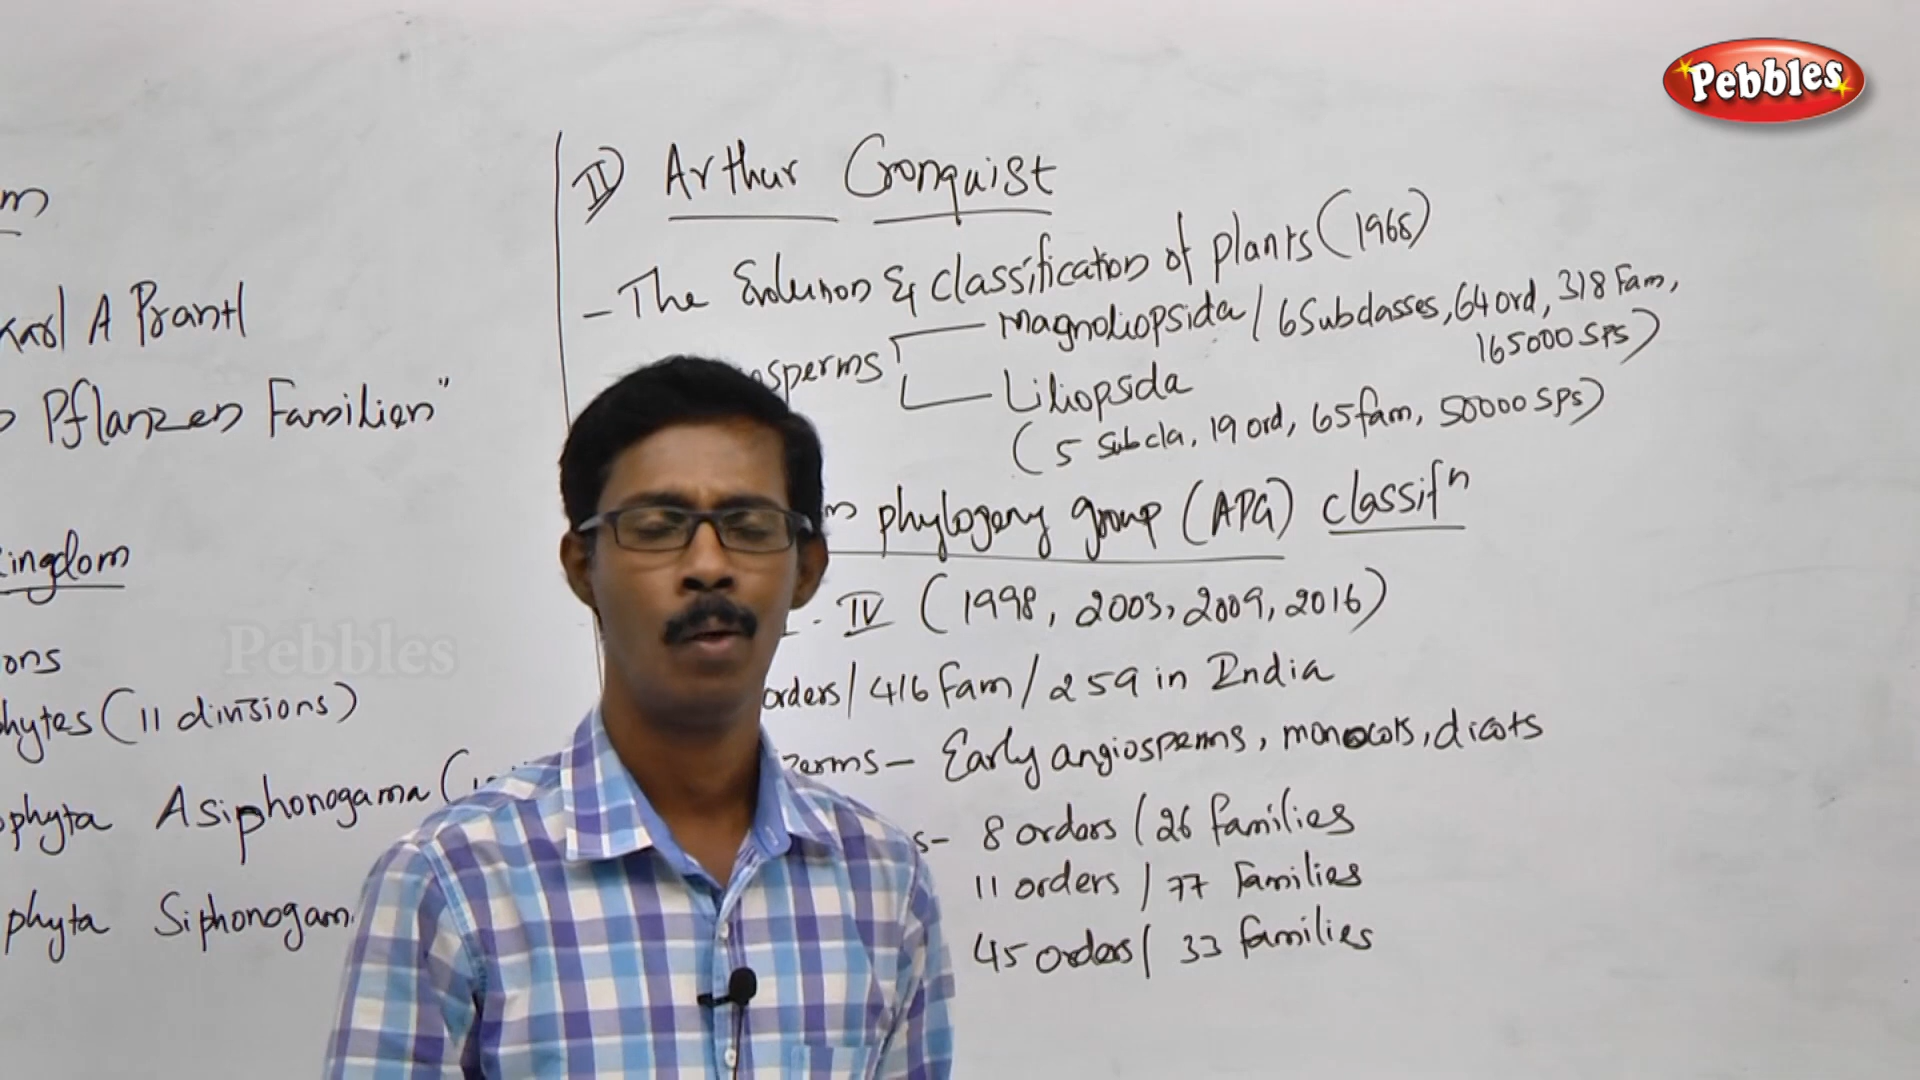 Pebbles
m
Karl A Prantl
Pflanzen Familien"
kingdom
ons
phytes (11 divisions)
ophyta Asiphonogama (
phyta Siphonogam
Pebbles
II) Arthur Cronquist
- The Evolution & classification of plants (1968)
osperms
Magnoliopsida / 6 Subclasses, 64 ord, 318 Fam,
165000 SPS)
Liliopsida
( 5 Subcla, 19 ord, 65 fam, 50000 SPS)
m phylogeny group (APG) classifn
- IV (1998, 2003, 2009, 2016)
orders / 416 Fam / 259 in India
erms - Early angiosperms, monocots, dicots
s - 8 orders / 26 families
11 orders / 77 Families
45 orders / 33 families